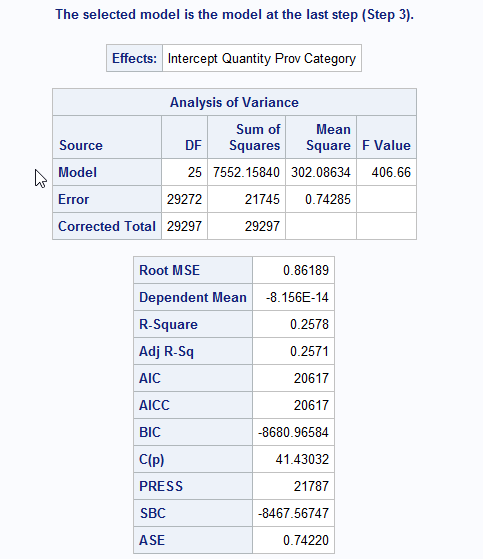 The selected model is the model at the last step (Step 3).
Effects: Intercept Quantity Prov Category
Analysis of Variance
Source DF Sum of Squares Mean Square F Value
Model 25 7552.15840 302.08634 406.66
Error 29272 21745 0.74285
Corrected Total 29297 29297
Root MSE 0.86189
Dependent Mean -8.156E-14
R-Square 0.2578
Adj R-Sq 0.2571
AIC 20617
AICC 20617
BIC -8680.96584
C(p) 41.43032
PRESS 21787
SBC -8467.56747
ASE 0.74220